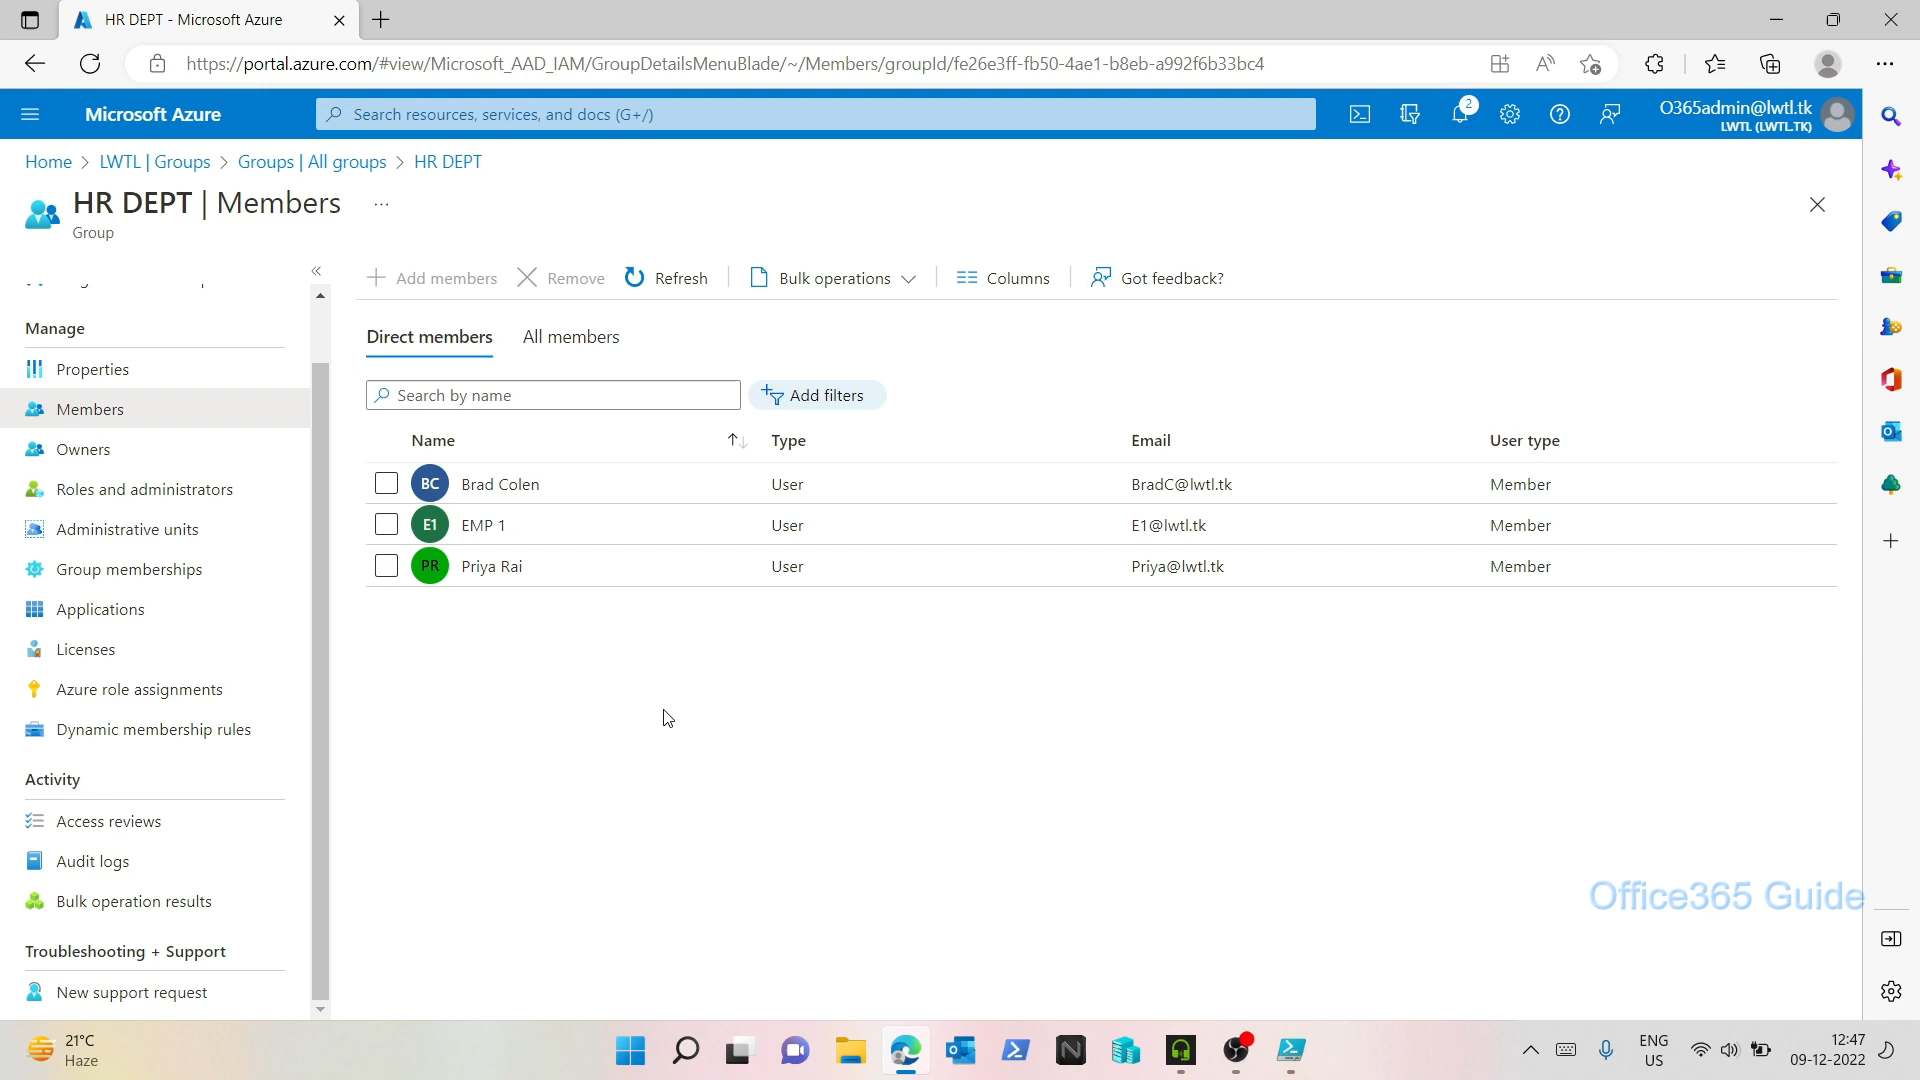 HR DEPT - Microsoft Azure
https://portal.azure.com/#view/Microsoft_AAD_IAM/GroupDetailsMenuBlade/~/Members/groupId/fe26e3ff-fb50-4ae1-b8eb-a992f6b33bc4
Microsoft Azure
Search resources, services, and docs (G+/)
2
O365admin@lwtl.tk
LWTL (LWTL.TK)
Home > LWTL | Groups > Groups | All groups > HR DEPT
HR DEPT | Members ...
Group
Add members Remove Refresh Bulk operations Columns Got feedback?
Manage
Properties
Members
Owners
Roles and administrators
Administrative units
Group memberships
Applications
Licenses
Azure role assignments
Dynamic membership rules
Activity
Access reviews
Audit logs
Bulk operation results
Troubleshooting + Support
New support request
Direct members All members
Search by name Add filters
Name Type Email User type
BC Brad Colen User BradC@lwtl.tk Member
E1 EMP 1 User E1@lwtl.tk Member
PR Priya Rai User Priya@lwtl.tk Member
Office365 Guide
21°C
Haze
ENG
US
12:47
09-12-2022